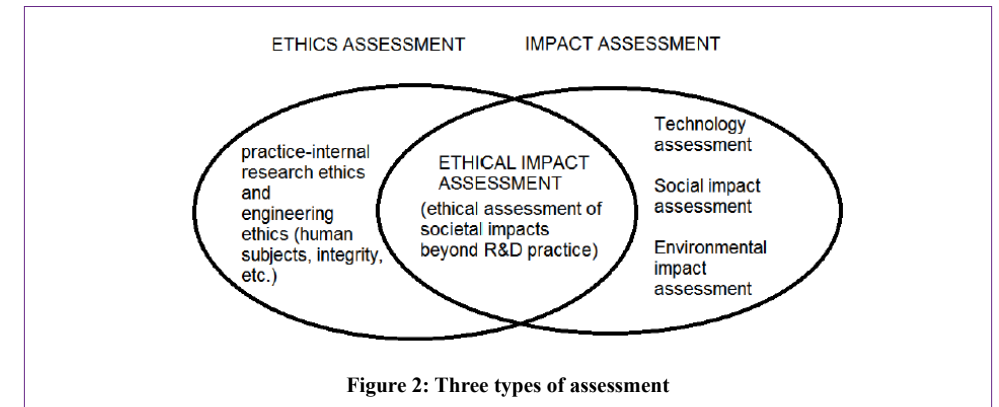 ETHICS ASSESSMENT
IMPACT ASSESSMENT
practice-internal
research ethics
and
engineering
ethics (human
subjects, integrity,
etc.)
ETHICAL IMPACT
ASSESSMENT
(ethical assessment of
societal impacts
beyond R&D practice)
Technology
assessment
Social impact
assessment
Environmental
impact
assessment
Figure 2: Three types of assessment